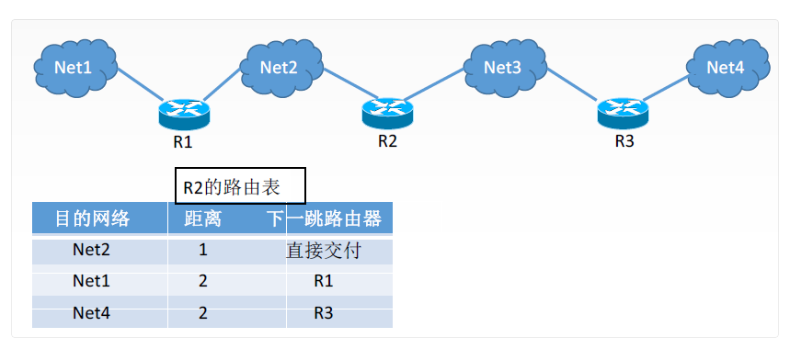 Net1
Net2
Net3
Net4
R1
R2
R3
R2的路由表
目的网络 距离 下一跳路由器
Net2 1 直接交付
Net1 2 R1
Net4 2 R3